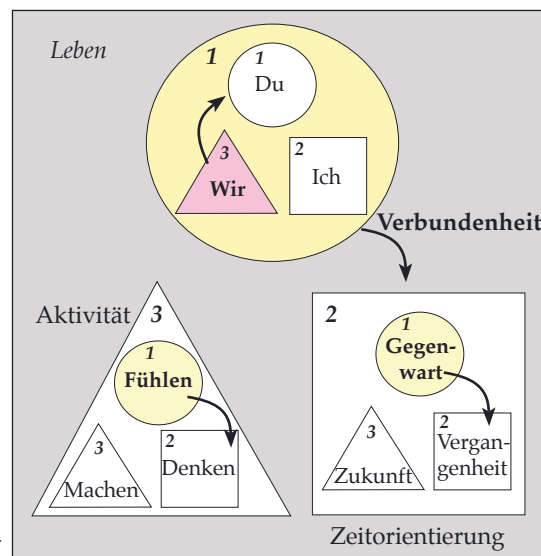 Leben
1
1
Du
3
Wir
2
Ich
Verbundenheit
Aktivität
3
1
Fühlen
3
Machen
2
Denken
2
1
Gegen-
wart
3
Zukunft
2
Vergan-
genheit
Zeitorientierung